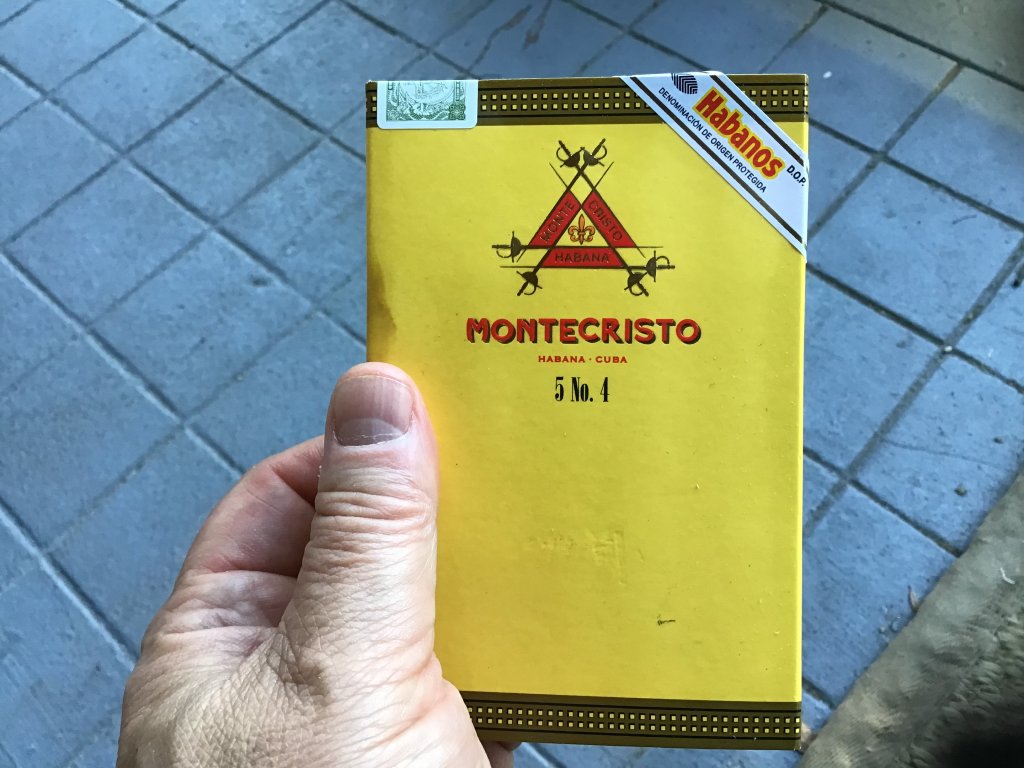 Habanos
DENOMINACIÓN DE ORIGEN PROTEGIDA
D.O.P.
MONTE
CRISTO
HABANA
MONTECRISTO
HABANA · CUBA
5 No. 4